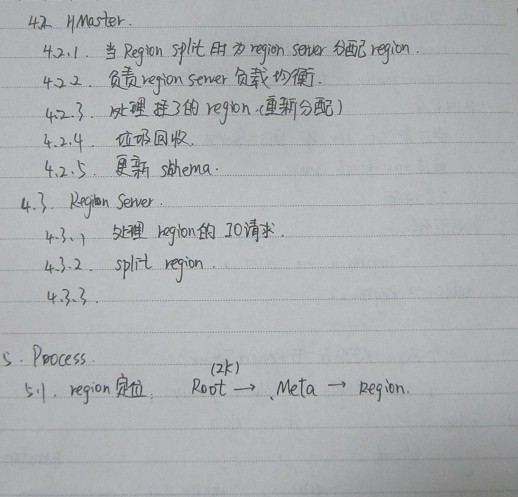 4.2. HMaster.
4.2.1. 当 Region split 时为 region server 分配 region.
4.2.2. 负责 region server 负载均衡.
4.2.3. 处理挂了的 region.(重新分配)
4.2.4. 垃圾回收.
4.2.5. 更新
4.3. Region Server.
4.3.1 处理 region 的 IO请求.
4.3.2. split region.
4.3.3.
5. Process.
(2k)
5.1. region 定位. Root → Meta → Region.